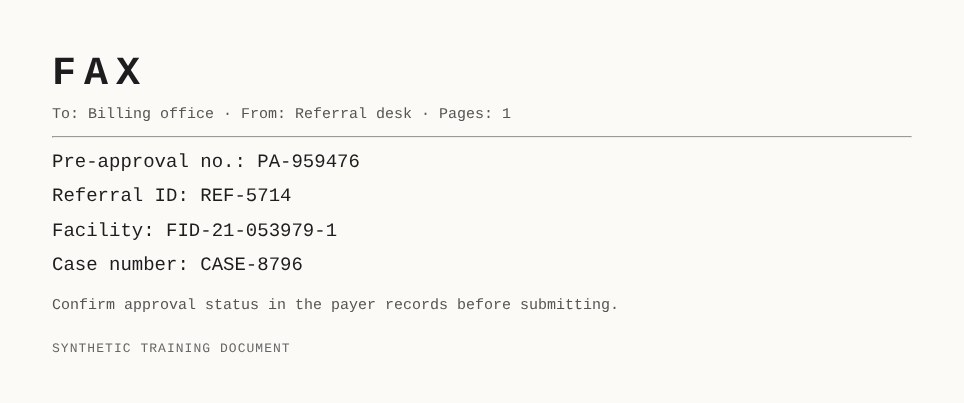 FAX
To: Billing office · From: Referral desk · Pages: 1
Pre-approval no.: PA-959476
Referral ID: REF-5714
Facility: FID-21-053979-1
Case number: CASE-8796
Confirm approval status in the payer records before submitting.
SYNTHETIC TRAINING DOCUMENT